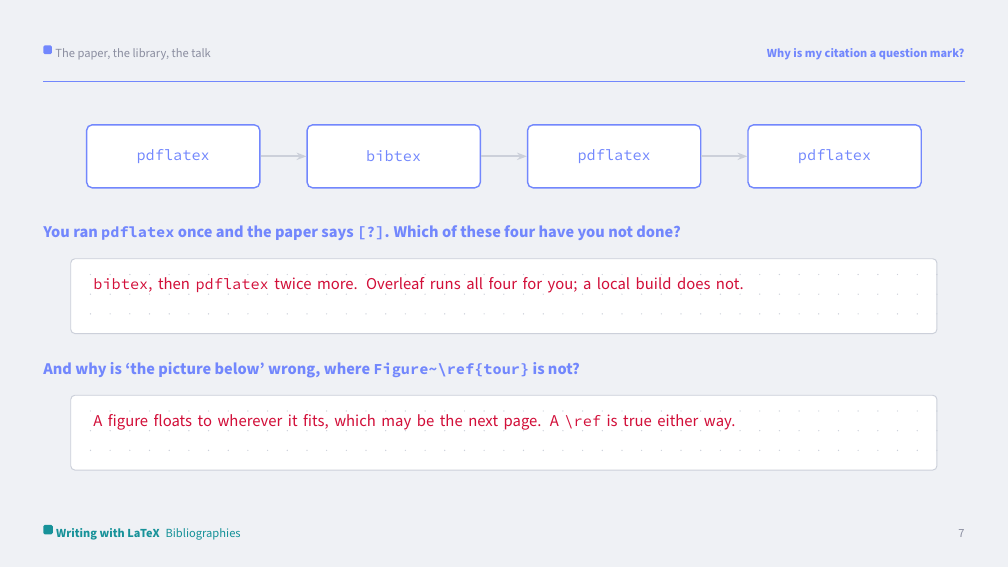 The paper, the library, the talk
Why is my citation a question mark?
pdflatex
bibtex
pdflatex
pdflatex
You ran pdflatex once and the paper says [?]. Which of these four have you not done?
bibtex, then pdflatex twice more. Overleaf runs all four for you; a local build does not.
And why is ‘the picture below’ wrong, where Figure~\ref{tour} is not?
A figure floats to wherever it fits, which may be the next page. A \ref is true either way.
Writing with LaTeX Bibliographies
7